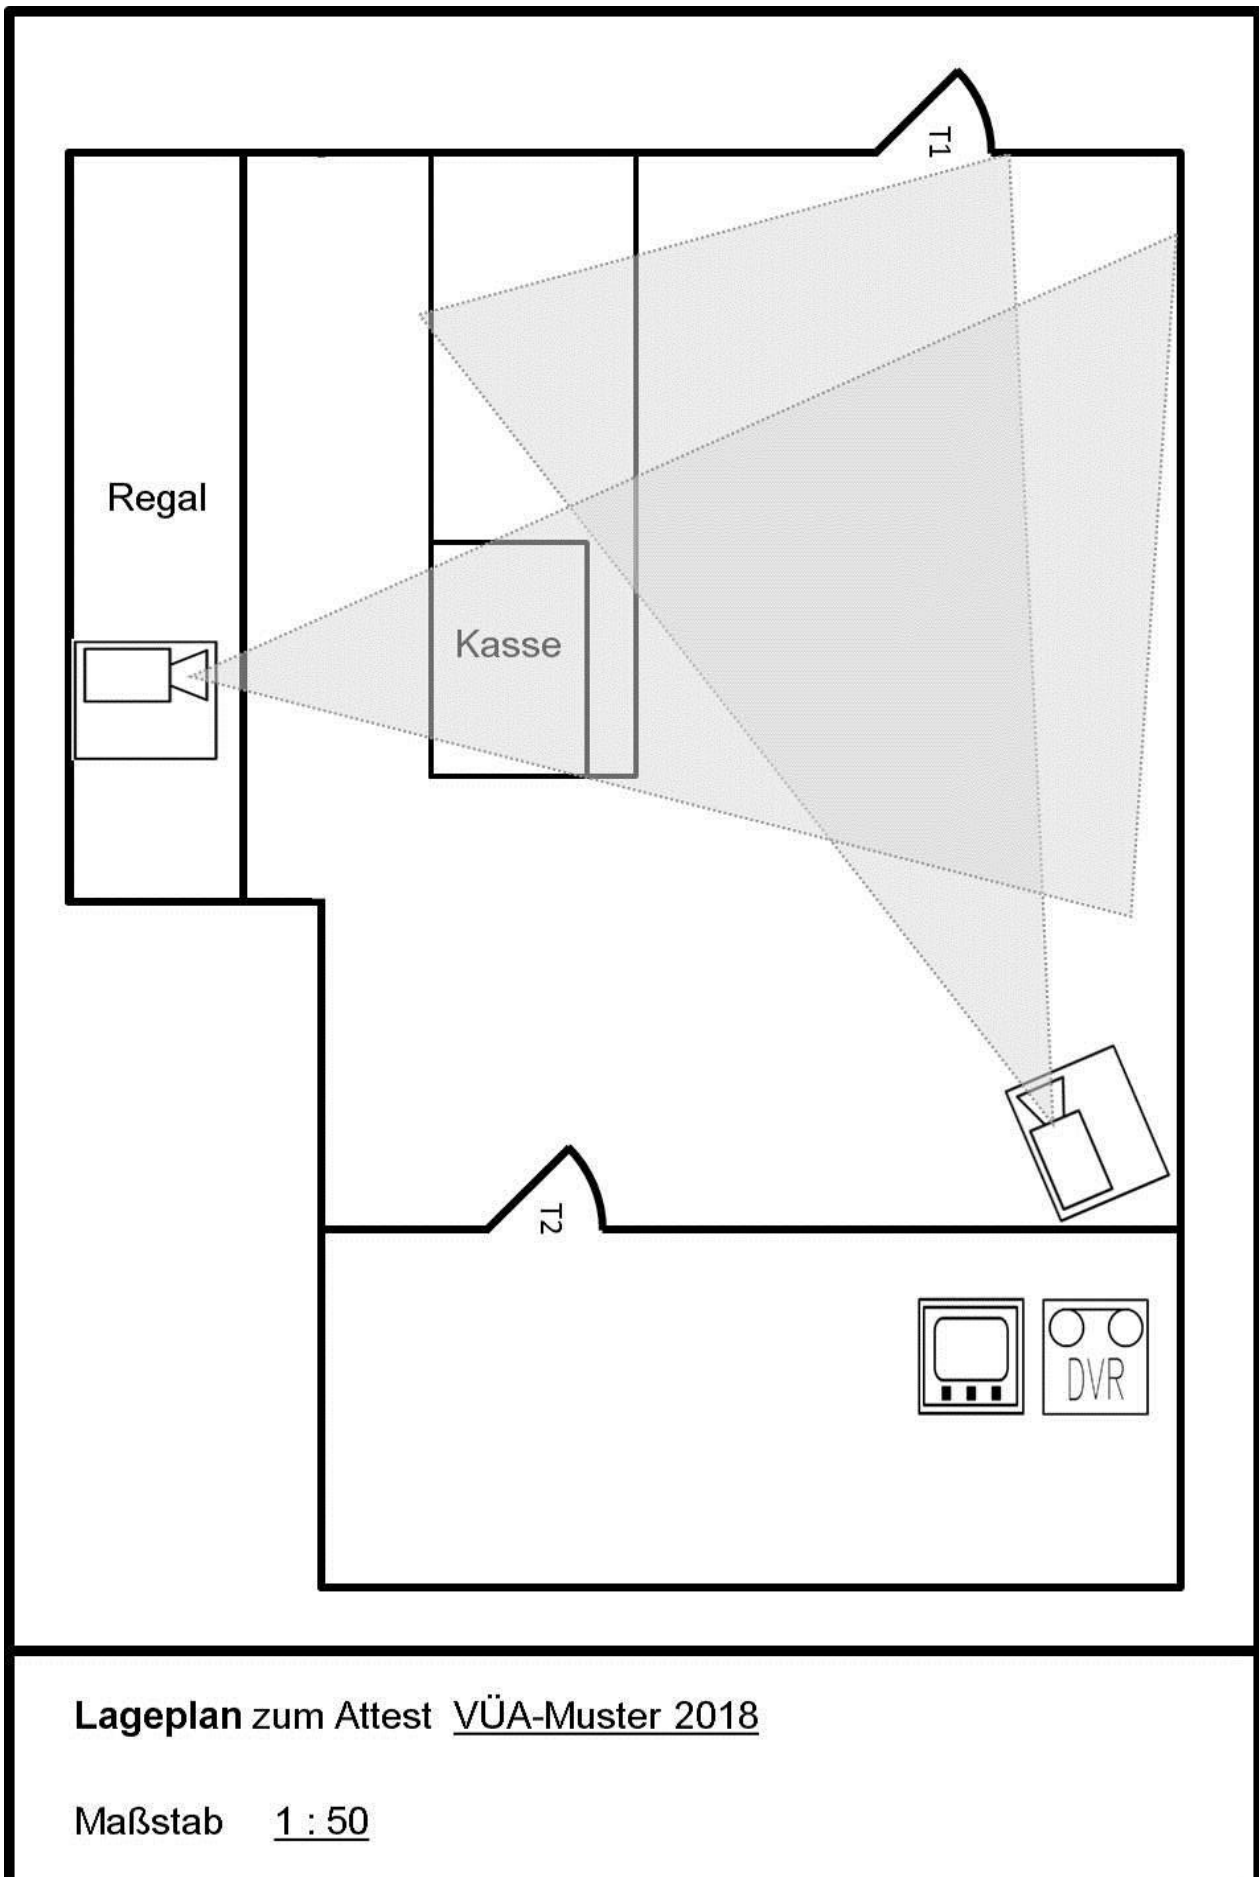 T1
Regal
Kasse
T2
DVR
Lageplan zum Attest VÜA-Muster 2018
Maßstab 1 : 50